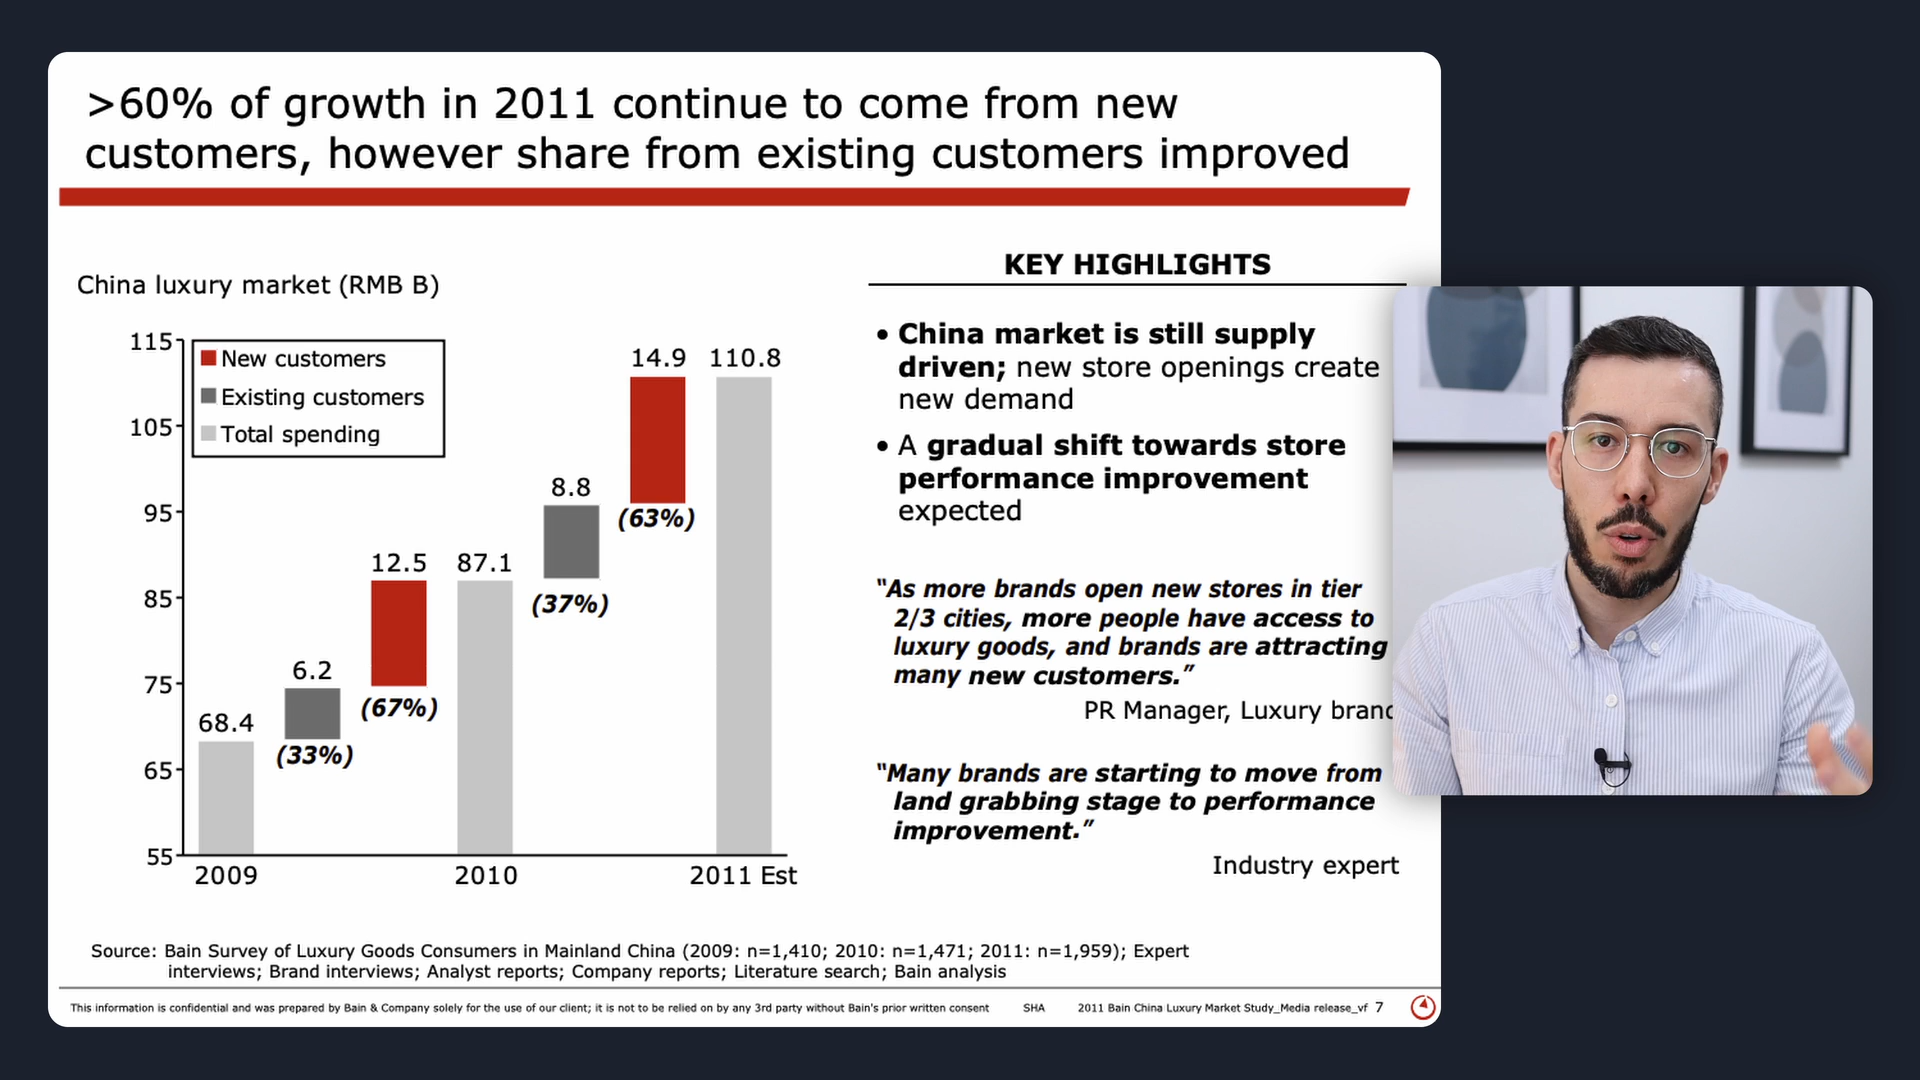 >60% of growth in 2011 continue to come from new
customers, however share from existing customers improved
China luxury market (RMB B)
115
105
95
85
75
65
55
New customers
Existing customers
Total spending
68.4
6.2
(33%)
12.5
(67%)
87.1
8.8
(37%)
14.9
(63%)
110.8
2009
2010
2011 Est
KEY HIGHLIGHTS
• China market is still supply
driven; new store openings create
new demand
• A gradual shift towards store
performance improvement
expected
“As more brands open new stores in tier
2/3 cities, more people have access to
luxury goods, and brands are attracting
many new customers.”
PR Manager, Luxury brand
“Many brands are starting to move from
land grabbing stage to performance
improvement.”
Industry expert
Source: Bain Survey of Luxury Goods Consumers in Mainland China (2009: n=1,410; 2010: n=1,471; 2011: n=1,959); Expert
interviews; Brand interviews; Analyst reports; Company reports; Literature search; Bain analysis
This information is confidential and was prepared by Bain & Company solely for the use of our client; it is not to be relied on by any 3rd party without Bain's prior written consent
SHA
2011 Bain China Luxury Market Study_Media release_vf
7